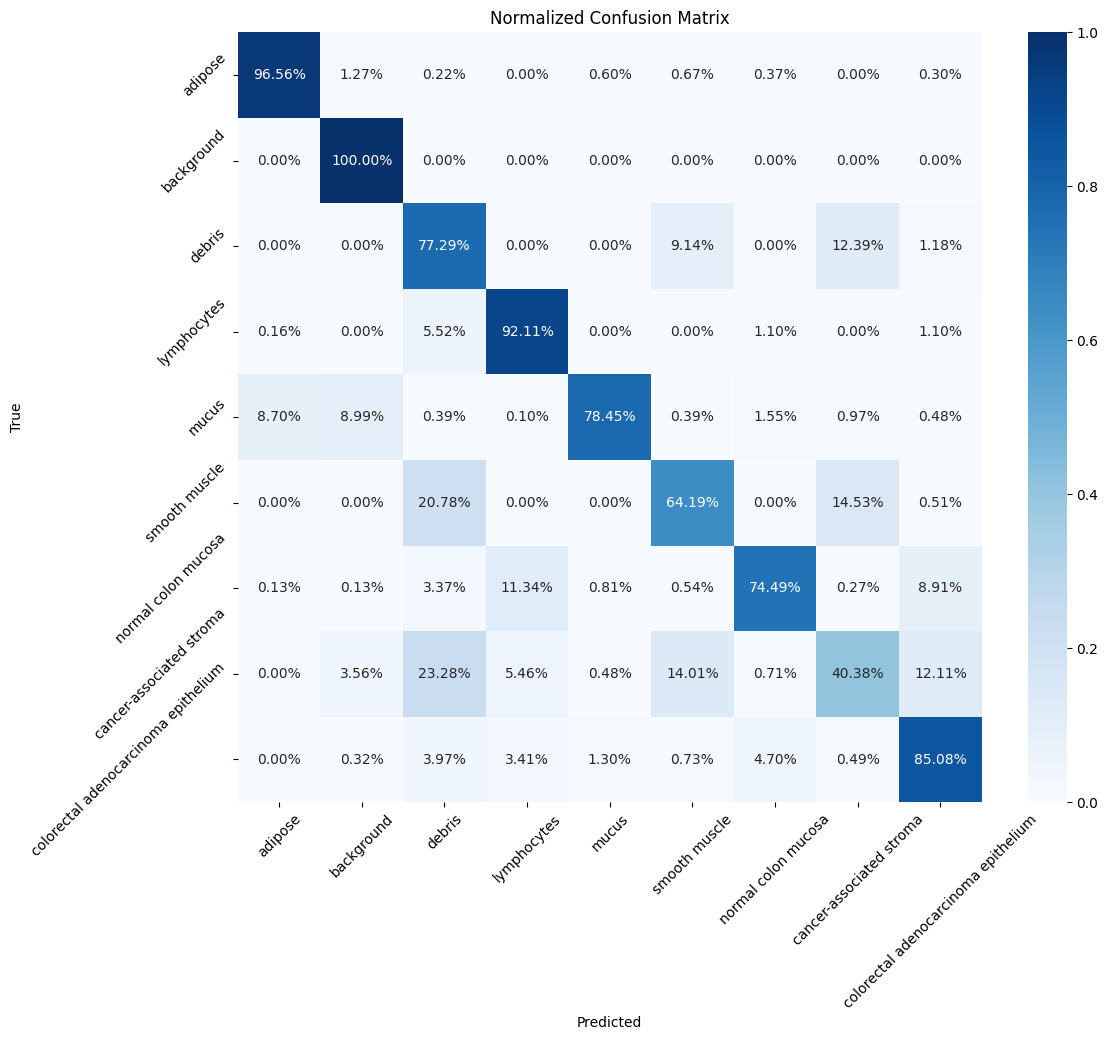 Normalized Confusion Matrix
adipose 96.56% 1.27% 0.22% 0.00% 0.60% 0.67% 0.37% 0.00% 0.30%
background 0.00% 100.00% 0.00% 0.00% 0.00% 0.00% 0.00% 0.00% 0.00%
debris 0.00% 0.00% 77.29% 0.00% 0.00% 9.14% 0.00% 12.39% 1.18%
lymphocytes 0.16% 0.00% 5.52% 92.11% 0.00% 0.00% 1.10% 0.00% 1.10%
mucus 8.70% 8.99% 0.39% 0.10% 78.45% 0.39% 1.55% 0.97% 0.48%
smooth muscle 0.00% 0.00% 20.78% 0.00% 0.00% 64.19% 0.00% 14.53% 0.51%
normal colon mucosa 0.13% 0.13% 3.37% 11.34% 0.81% 0.54% 74.49% 0.27% 8.91%
cancer-associated stroma 0.00% 3.56% 23.28% 5.46% 0.48% 14.01% 0.71% 40.38% 12.11%
colorectal adenocarcinoma epithelium 0.00% 0.32% 3.97% 3.41% 1.30% 0.73% 4.70% 0.49% 85.08%
True
adipose
background
debris
lymphocytes
mucus
smooth muscle
normal colon mucosa
cancer-associated stroma
colorectal adenocarcinoma epithelium
Predicted
1.0
0.8
0.6
0.4
0.2
0.0